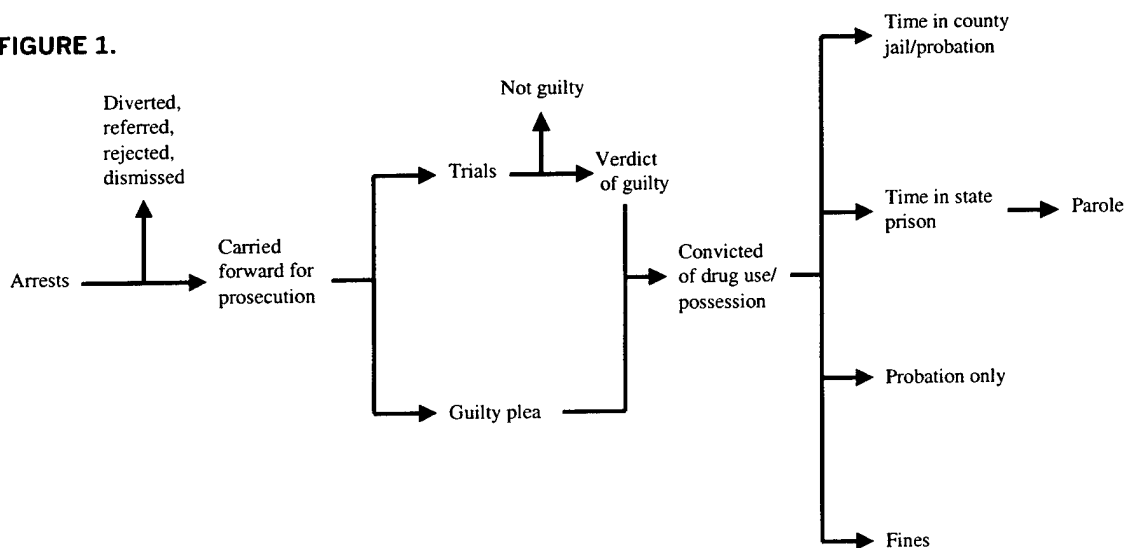 FIGURE 1.
Diverted,
referred,
rejected,
dismissed
Arrests
Carried
forward for
prosecution
Trials
Not guilty
Verdict
of guilty
Guilty plea
Convicted
of drug use/
possession
Time in county
jail/probation
Time in state
prison
Parole
Probation only
Fines